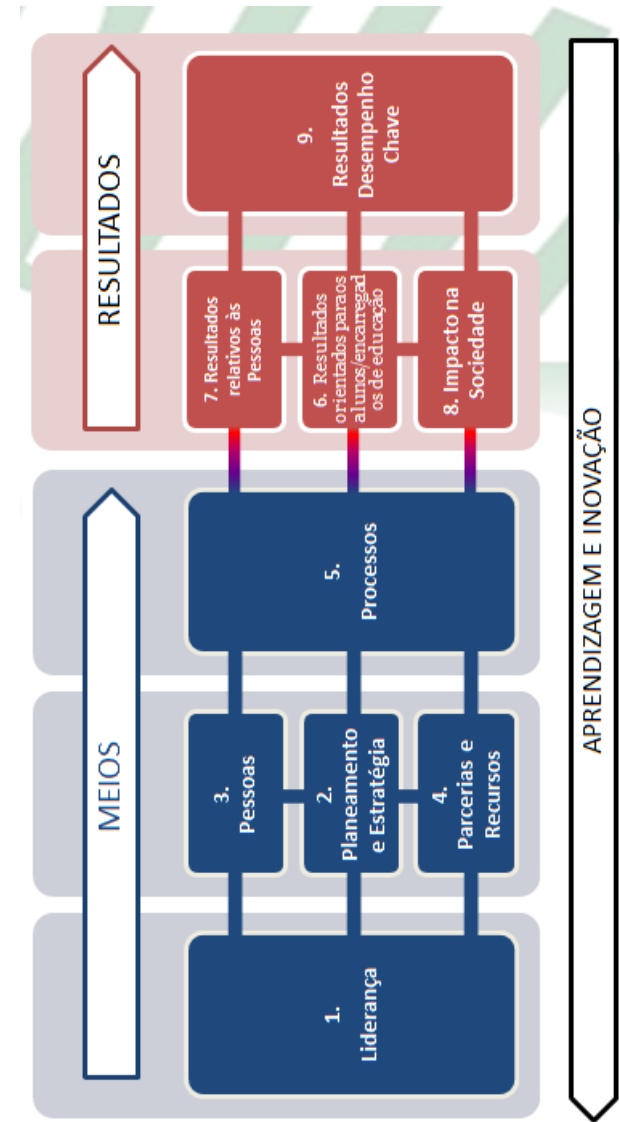 MEIOS
RESULTADOS
1.
Liderança
3.
Pessoas
2.
Planeamento
e Estratégia
4.
Parcerias e
Recursos
5.
Processos
7. Resultados
relativos às
Pessoas
6. Resultados
orientados paraos
alunos/encarregad
os de educação
8. Impacto na
Sociedade
9.
Resultados
Desempenho
Chave
APRENDIZAGEM E INOVAÇÃO